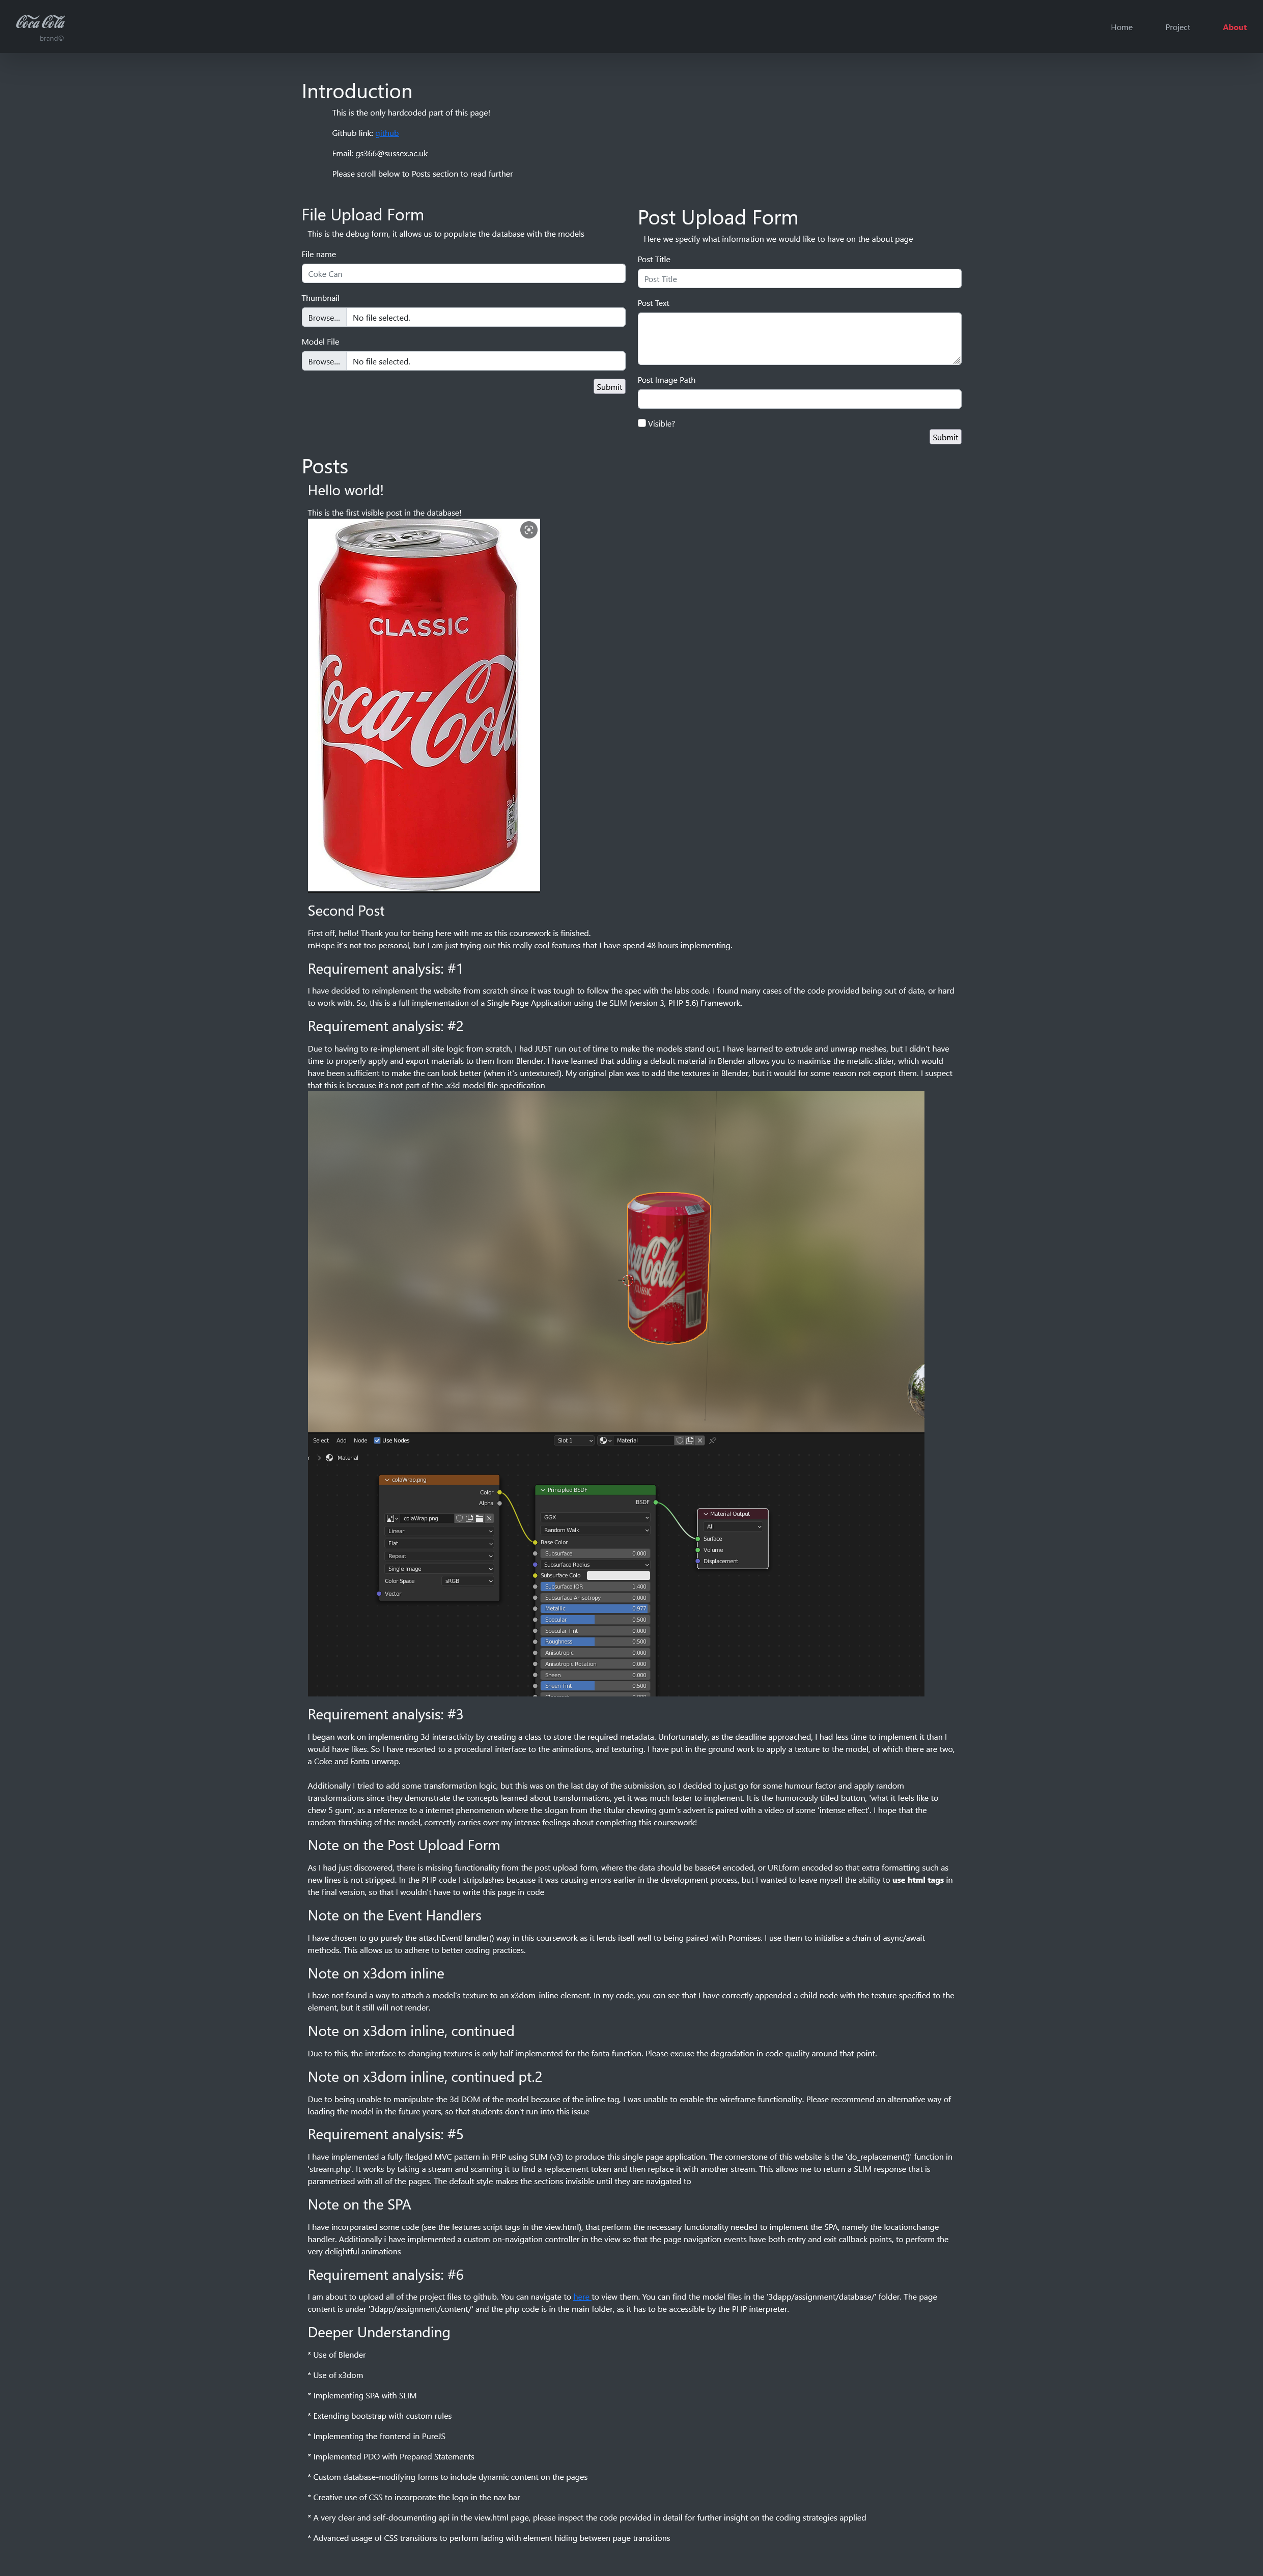 Coca Cola
brand©
Home
Project
About
Introduction
This is the only hardcoded part of this page!
Github link: github
Email: gs366@sussex.ac.uk
Please scroll below to Posts section to read further
File Upload Form
This is the debug form, it allows us to populate the database with the models
File name
Coke Can
Thumbnail
Browse... No file selected.
Model File
Browse... No file selected.
Submit
Post Upload Form
Here we specify what information we would like to have on the about page
Post Title
Post Title
Post Text
Post Image Path
Visible?
Submit
Posts
Hello world!
This is the first visible post in the database!
CLASSIC
Coca-Cola
Second Post
First off, hello! Thank you for being here with me as this coursework is finished.
rnHope it's not too personal, but I am just trying out this really cool features that I have spend 48 hours implementing.
Requirement analysis: #1
I have decided to reimplement the website from scratch since it was tough to follow the spec with the labs code. I found many cases of the code provided being out of date, or hard
to work with. So, this is a full implementation of a Single Page Application using the SLIM (version 3, PHP 5.6) Framework.
Requirement analysis: #2
Due to having to re-implement all site logic from scratch, I had JUST run out of time to make the models stand out. I have learned to extrude and unwrap meshes, but I didn't have
time to properly apply and export materials to them from Blender. I have learned that adding a default material in Blender allows you to maximise the metalic slider, which would
have been sufficient to make the can look better (when it's untextured). My original plan was to add the textures in Blender, but it would for some reason not export them. I suspect
that this is because it's not part of the .x3d model file specification
Coca-Cola
CLASSIC
Select Add Node Use Nodes Slot 1 Material
r > Material
colaWrap.png
Color
Alpha
colaWrap.png
Linear
Flat
Repeat
Single Image
Color Space sRGB
Vector
Principled BSDF
BSDF
GGX
Random Walk
Base Color
Subsurface 0.000
Subsurface Radius
Subsurface Colo
Subsurface IOR 1.400
Subsurface Anisotropy 0.000
Metallic 0.977
Specular 0.500
Specular Tint 0.000
Roughness 0.500
Anisotropic 0.000
Anisotropic Rotation 0.000
Sheen 0.000
Sheen Tint 0.500
Material Output
All
Surface
Volume
Displacement
Requirement analysis: #3
I began work on implementing 3d interactivity by creating a class to store the required metadata. Unfortunately, as the deadline approached, I had less time to implement it than I
would have likes. So I have resorted to a procedural interface to the animations, and texturing. I have put in the ground work to apply a texture to the model, of which there are two,
a Coke and Fanta unwrap.
Additionally I tried to add some transformation logic, but this was on the last day of the submission, so I decided to just go for some humour factor and apply random
transformations since they demonstrate the concepts learned about transformations, yet it was much faster to implement. It is the humorously titled button, 'what it feels like to
chew 5 gum', as a reference to a internet phenomenon where the slogan from the titular chewing gum's advert is paired with a video of some 'intense effect'. I hope that the
random thrashing of the model, correctly carries over my intense feelings about completing this coursework!
Note on the Post Upload Form
As I had just discovered, there is missing functionality from the post upload form, where the data should be base64 encoded, or URLform encoded so that extra formatting such as
new lines is not stripped. In the PHP code I stripslashes because it was causing errors earlier in the development process, but I wanted to leave myself the ability to use html tags in
the final version, so that I wouldn't have to write this page in code
Note on the Event Handlers
I have chosen to go purely the attachEventHandler() way in this coursework as it lends itself well to being paired with Promises. I use them to initialise a chain of async/await
methods. This allows us to adhere to better coding practices.
Note on x3dom inline
I have not found a way to attach a model's texture to an x3dom-inline element. In my code, you can see that I have correctly appended a child node with the texture specified to the
element, but it still will not render.
Note on x3dom inline, continued
Due to this, the interface to changing textures is only half implemented for the fanta function. Please excuse the degradation in code quality around that point.
Note on x3dom inline, continued pt.2
Due to being unable to manipulate the 3d DOM of the model because of the inline tag, I was unable to enable the wireframe functionality. Please recommend an alternative way of
loading the model in the future years, so that students don't run into this issue
Requirement analysis: #5
I have implemented a fully fledged MVC pattern in PHP using SLIM (v3) to produce this single page application. The cornerstone of this website is the 'do_replacement()' function in
'stream.php'. It works by taking a stream and scanning it to find a replacement token and then replace it with another stream. This allows me to return a SLIM response that is
parametrised with all of the pages. The default style makes the sections invisible until they are navigated to
Note on the SPA
I have incorporated some code (see the features script tags in the view.html), that perform the necessary functionality needed to implement the SPA, namely the locationchange
handler. Additionally i have implemented a custom on-navigation controller in the view so that the page navigation events have both entry and exit callback points, to perform the
very delightful animations
Requirement analysis: #6
I am about to upload all of the project files to github. You can navigate to here to view them. You can find the model files in the '3dapp/assignment/database/' folder. The page
content is under '3dapp/assignment/content/' and the php code is in the main folder, as it has to be accessible by the PHP interpreter.
Deeper Understanding
* Use of Blender
* Use of x3dom
* Implementing SPA with SLIM
* Extending bootstrap with custom rules
* Implementing the frontend in PureJS
* Implemented PDO with Prepared Statements
* Custom database-modifying forms to include dynamic content on the pages
* Creative use of CSS to incorporate the logo in the nav bar
* A very clear and self-documenting api in the view.html page, please inspect the code provided in detail for further insight on the coding strategies applied
* Advanced usage of CSS transitions to perform fading with element hiding between page transitions